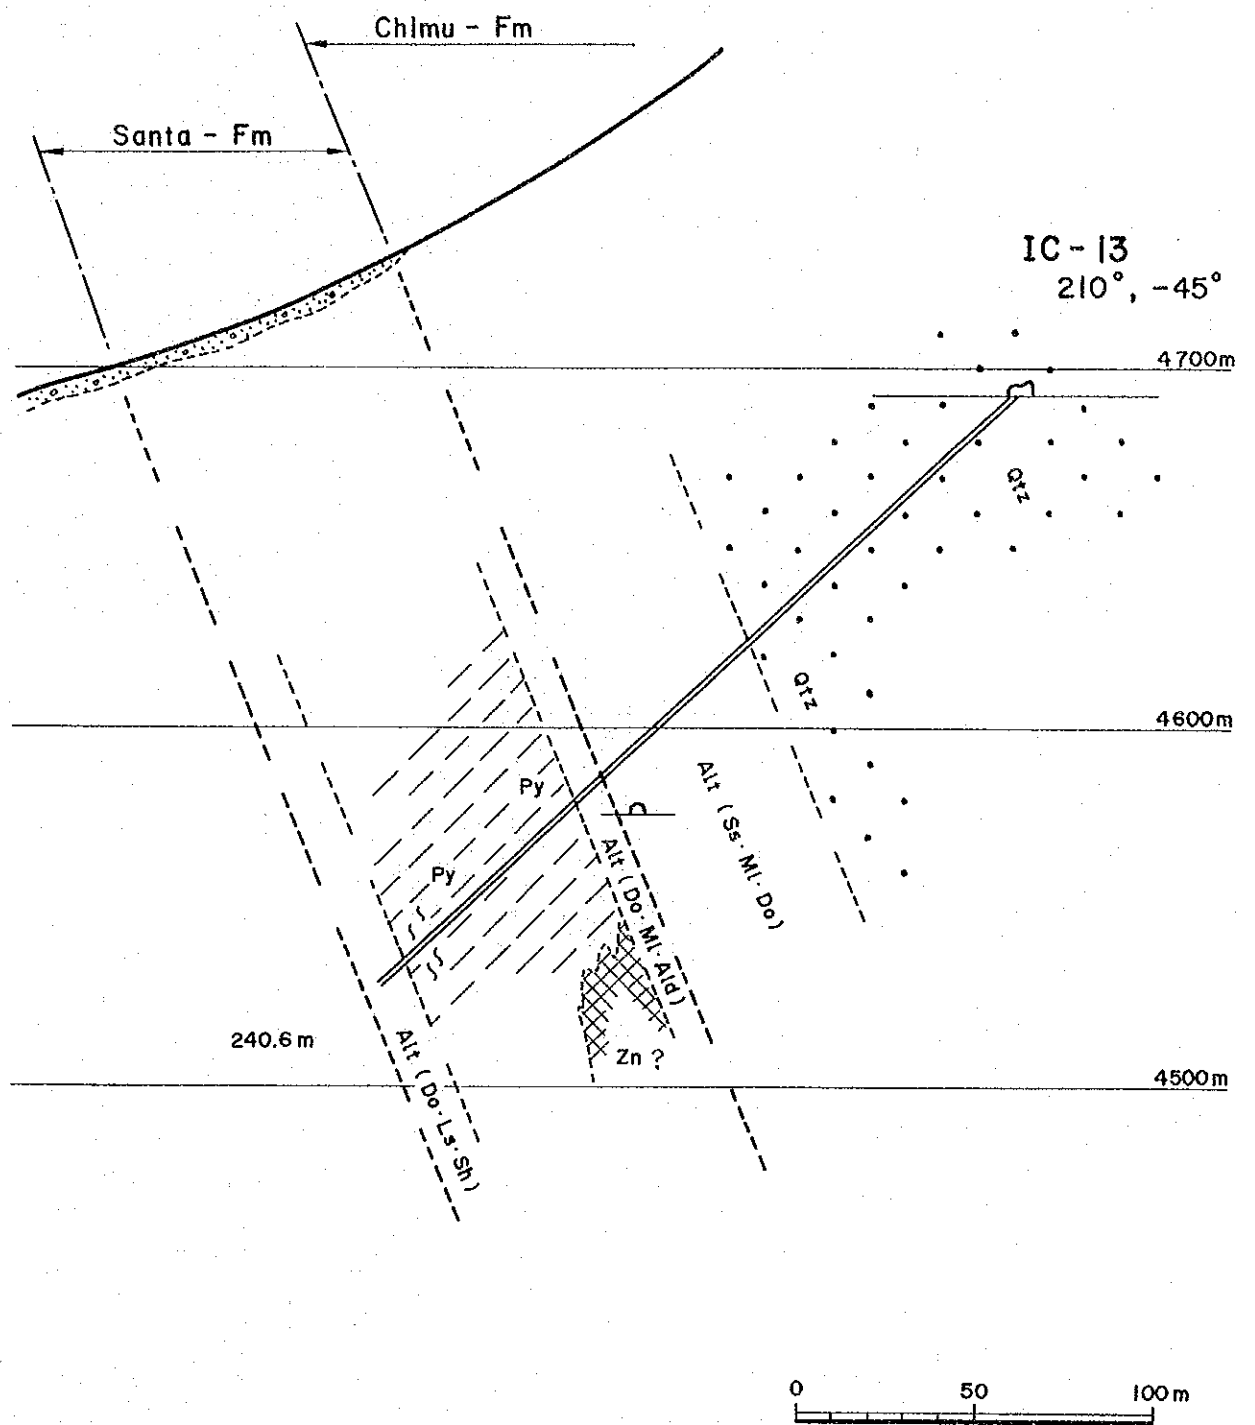 Chimu - Fm
Santa - Fm
IC-13
210°, -45°
4700m
Qtz
Qtz
4600m
Py
Alt (Ss·Ml·Do)
Alt (Do·Ml·Ald)
Py
240.6m
Alt (Do·Ls·Sh)
Zn ?
4500m
0 50 100m